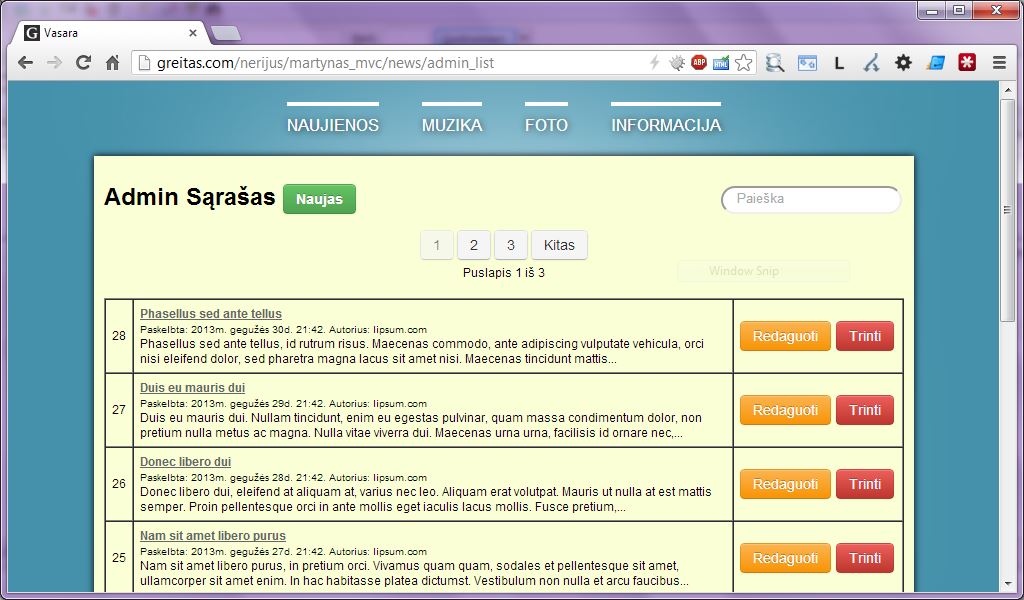 Vasara
greitas.com/nerijus/martynas_mvc/news/admin_list
ABP
HTML
L
NAUJIENOS MUZIKA FOTO INFORMACIJA
Admin Sąrašas Naujas Paieška
1 2 3 Kitas
Puslapis 1 iš 3
Window Snip
28
Phasellus sed ante tellus
Paskelbta: 2013m. gegužės 30d. 21:42. Autorius: lipsum.com
Phasellus sed ante tellus, id rutrum risus. Maecenas commodo, ante adipiscing vulputate vehicula, orci
nisi eleifend dolor, sed pharetra magna lacus sit amet nisi. Maecenas tincidunt mattis...
Redaguoti Trinti
27
Duis eu mauris dui
Paskelbta: 2013m. gegužės 29d. 21:42. Autorius: lipsum.com
Duis eu mauris dui. Nullam tincidunt, enim eu egestas pulvinar, quam massa condimentum dolor, non
pretium nulla metus ac magna. Nulla vitae viverra dui. Maecenas urna urna, facilisis id ornare nec,...
Redaguoti Trinti
26
Donec libero dui
Paskelbta: 2013m. gegužės 28d. 21:42. Autorius: lipsum.com
Donec libero dui, eleifend at aliquam at, varius nec leo. Aliquam erat volutpat. Mauris ut nulla at est mattis
semper. Proin pellentesque orci in ante mollis eget iaculis lacus mollis. Fusce pretium,...
Redaguoti Trinti
25
Nam sit amet libero purus
Paskelbta: 2013m. gegužės 27d. 21:42. Autorius: lipsum.com
Nam sit amet libero purus, in pretium orci. Vivamus quam quam, sodales et pellentesque sit amet,
ullamcorper sit amet enim. In hac habitasse platea dictumst. Vestibulum non nulla et arcu faucibus...
Redaguoti Trinti